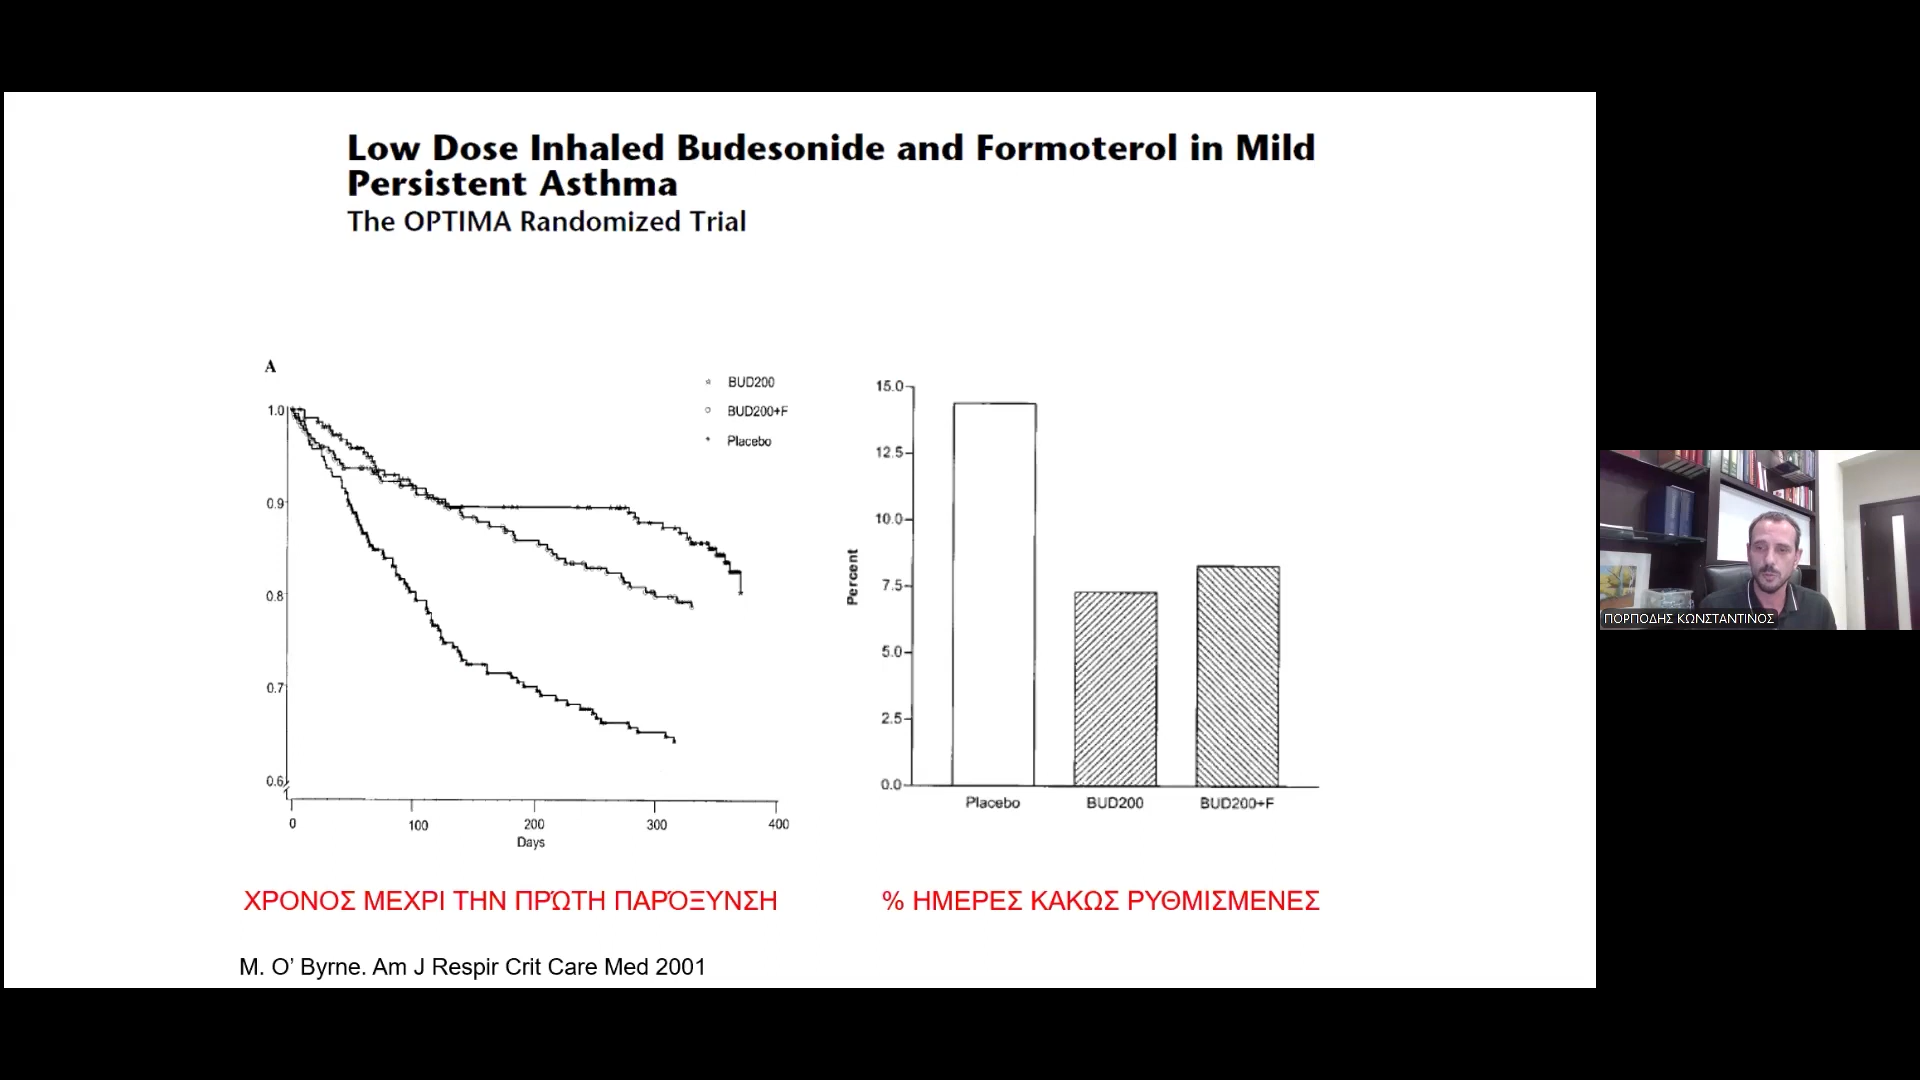 Low Dose Inhaled Budesonide and Formoterol in Mild
Persistent Asthma
The OPTIMA Randomized Trial
A
BUD200
BUD200+F
Placebo
1.0
0.9
0.8
0.7
0.6
0
100
200
300
400
Days
15.0
12.5
10.0
7.5
5.0
2.5
0.0
Percent
Placebo
BUD200
BUD200+F
ΧΡΟΝΟΣ ΜΕΧΡΙ ΤΗΝ ΠΡΏΤΗ ΠΑΡΌΞΥΝΣΗ
% ΗΜΕΡΕΣ ΚΑΚΩΣ ΡΥΘΜΙΣΜΕΝΕΣ
M. O’ Byrne. Am J Respir Crit Care Med 2001
ΠΟΡΠΟΔΗΣ ΚΩΝΣΤΑΝΤΙΝΟΣ